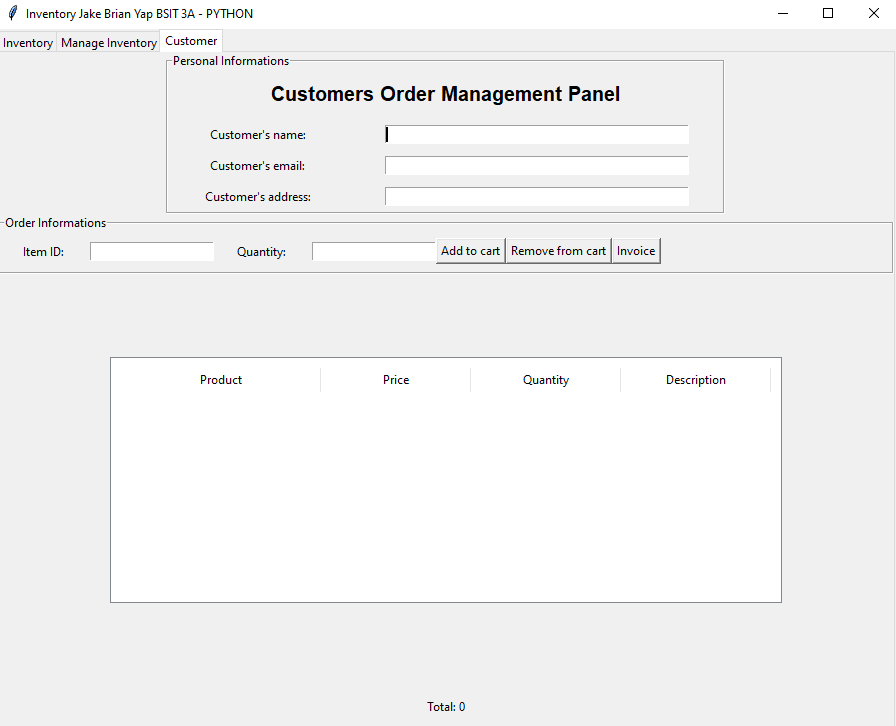 Inventory Jake Brian Yap BSIT 3A - PYTHON
Inventory Manage Inventory Customer
Personal Informations
Customers Order Management Panel
Customer's name:
Customer's email:
Customer's address:
Order Informations
Item ID: Quantity: Add to cart Remove from cart Invoice
Product Price Quantity Description
Total: 0